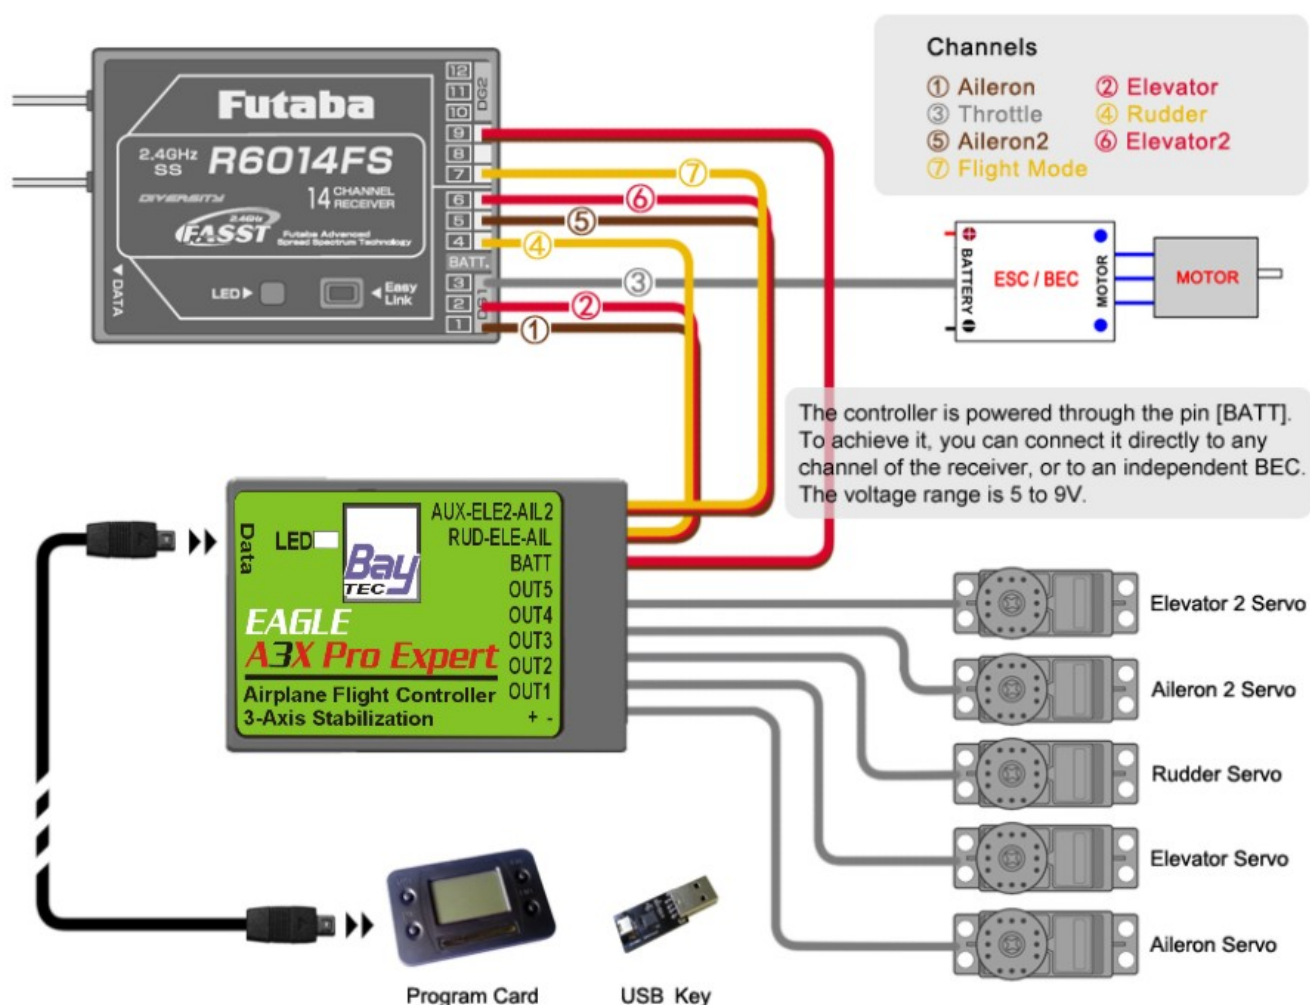 Channels
① Aileron
② Elevator
③ Throttle
④ Rudder
⑤ Aileron2
⑥ Elevator2
⑦ Flight Mode
Futaba
2.4GHz
SS
R6014FS
DIVERSITY
14 CHANNEL
RECEIVER
2.4GHz
FASST
Futaba Advanced
Spread Spectrum Technology
◀ DATA
LED ▶
◀ Easy
Link
12
11
10
9
8
7
6
5
4
BATT.
3
2
1
DG2
DG1
⑦
⑥
⑤
④
③
②
①
BATTERY
ESC / BEC
MOTOR
MOTOR
The controller is powered through the pin [BATT].
To achieve it, you can connect it directly to any
channel of the receiver, or to an independent BEC.
The voltage range is 5 to 9V.
Data
LED
Bay
TEC
AUX-ELE2-AIL2
RUD-ELE-AIL
BATT
OUT5
OUT4
OUT3
OUT2
OUT1
+ -
EAGLE
A3X Pro Expert
Airplane Flight Controller
3-Axis Stabilization
Elevator 2 Servo
Aileron 2 Servo
Rudder Servo
Elevator Servo
Aileron Servo
Program Card
USB Key